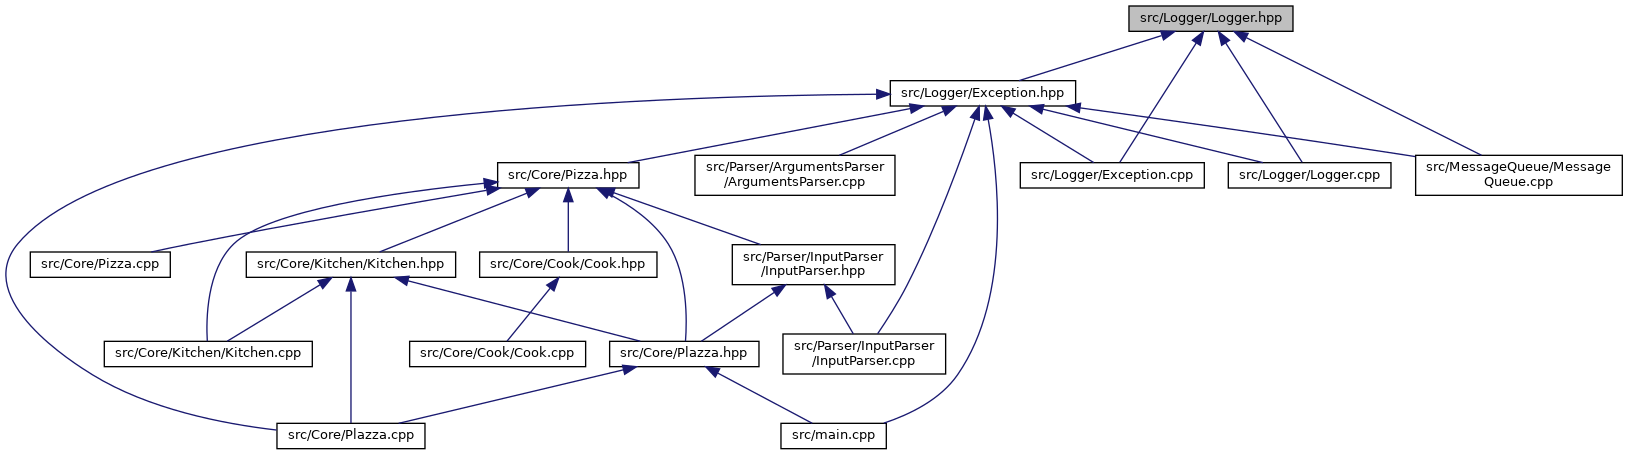 src/Logger/Logger.hpp
src/Logger/Exception.hpp
src/Core/Pizza.hpp
src/Parser/ArgumentsParser
/ArgumentsParser.cpp
src/Logger/Exception.cpp
src/Logger/Logger.cpp
src/MessageQueue/Message
Queue.cpp
src/Core/Pizza.cpp
src/Core/Kitchen/Kitchen.hpp
src/Core/Cook/Cook.hpp
src/Parser/InputParser
/InputParser.hpp
src/Core/Kitchen/Kitchen.cpp
src/Core/Cook/Cook.cpp
src/Core/Plazza.hpp
src/Parser/InputParser
/InputParser.cpp
src/Core/Plazza.cpp
src/main.cpp